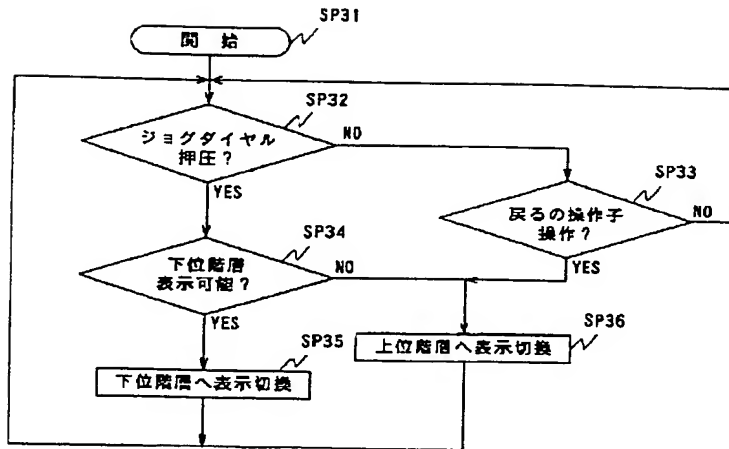 SP31
開 始
SP32
ジョグダイヤル
押圧?
NO
YES
SP33
戻るの操作子
操作?
NO
YES
SP34
下位階層
表示可能?
NO
YES
SP35
下位階層へ表示切換
SP36
上位階層へ表示切換